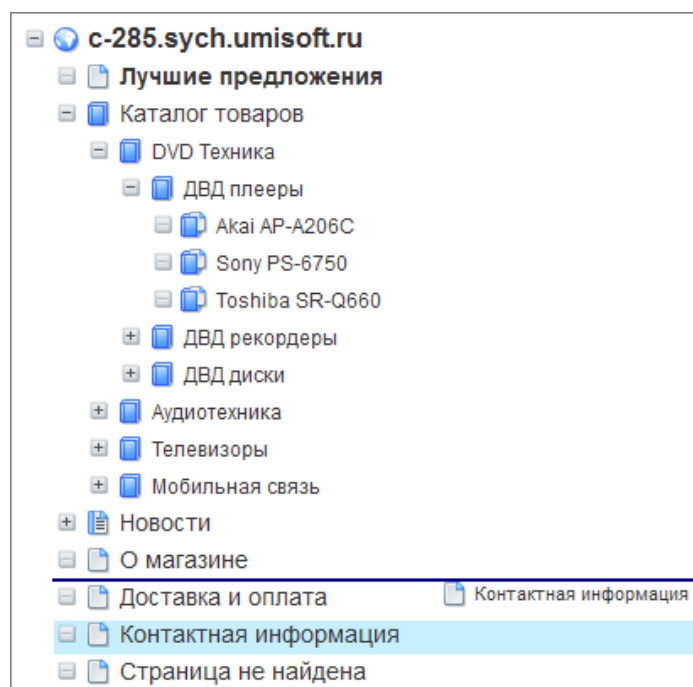 c-285.sych.umisoft.ru
Лучшие предложения
Каталог товаров
DVD Техника
ДВД плееры
Akai AP-A206C
Sony PS-6750
Toshiba SR-Q660
ДВД рекордеры
ДВД диски
Аудиотехника
Телевизоры
Мобильная связь
Новости
О магазине
Доставка и оплата
Контактная информация
Контактная информация
Страница не найдена